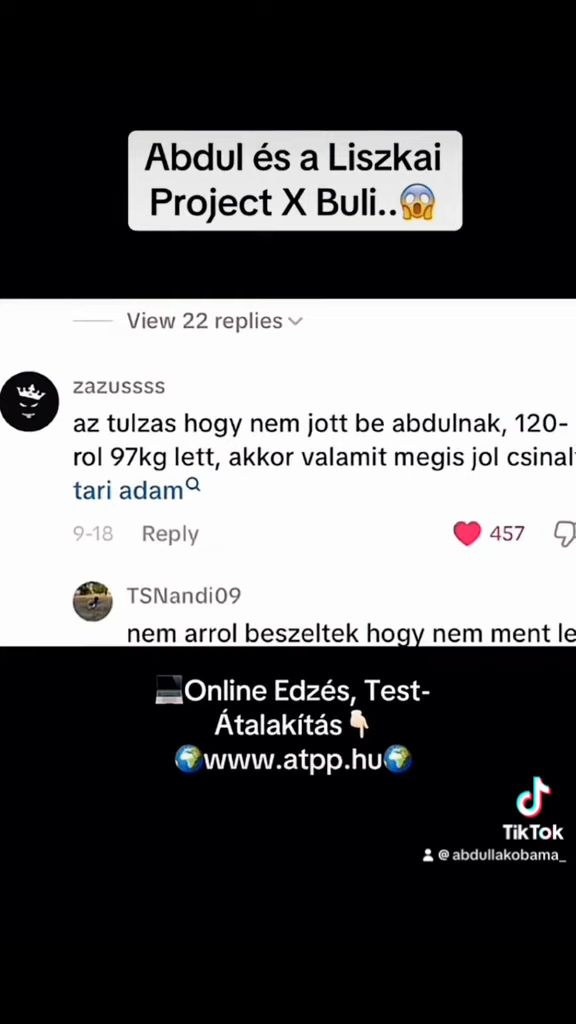 Abdul és a Liszkai
Project X Buli..😱
View 22 replies
zazussss
az tulzas hogy nem jott be abdulnak, 120-
rol 97kg lett, akkor valamit megis jol csinal
tari adam
9-18 Reply 457
TSNandi09
nem arrol beszeltek hogy nem ment le
💻Online Edzés, Test-
Átalakítás👇🏻
🌍www.atpp.hu🌍
TikTok
@abdullakobama_